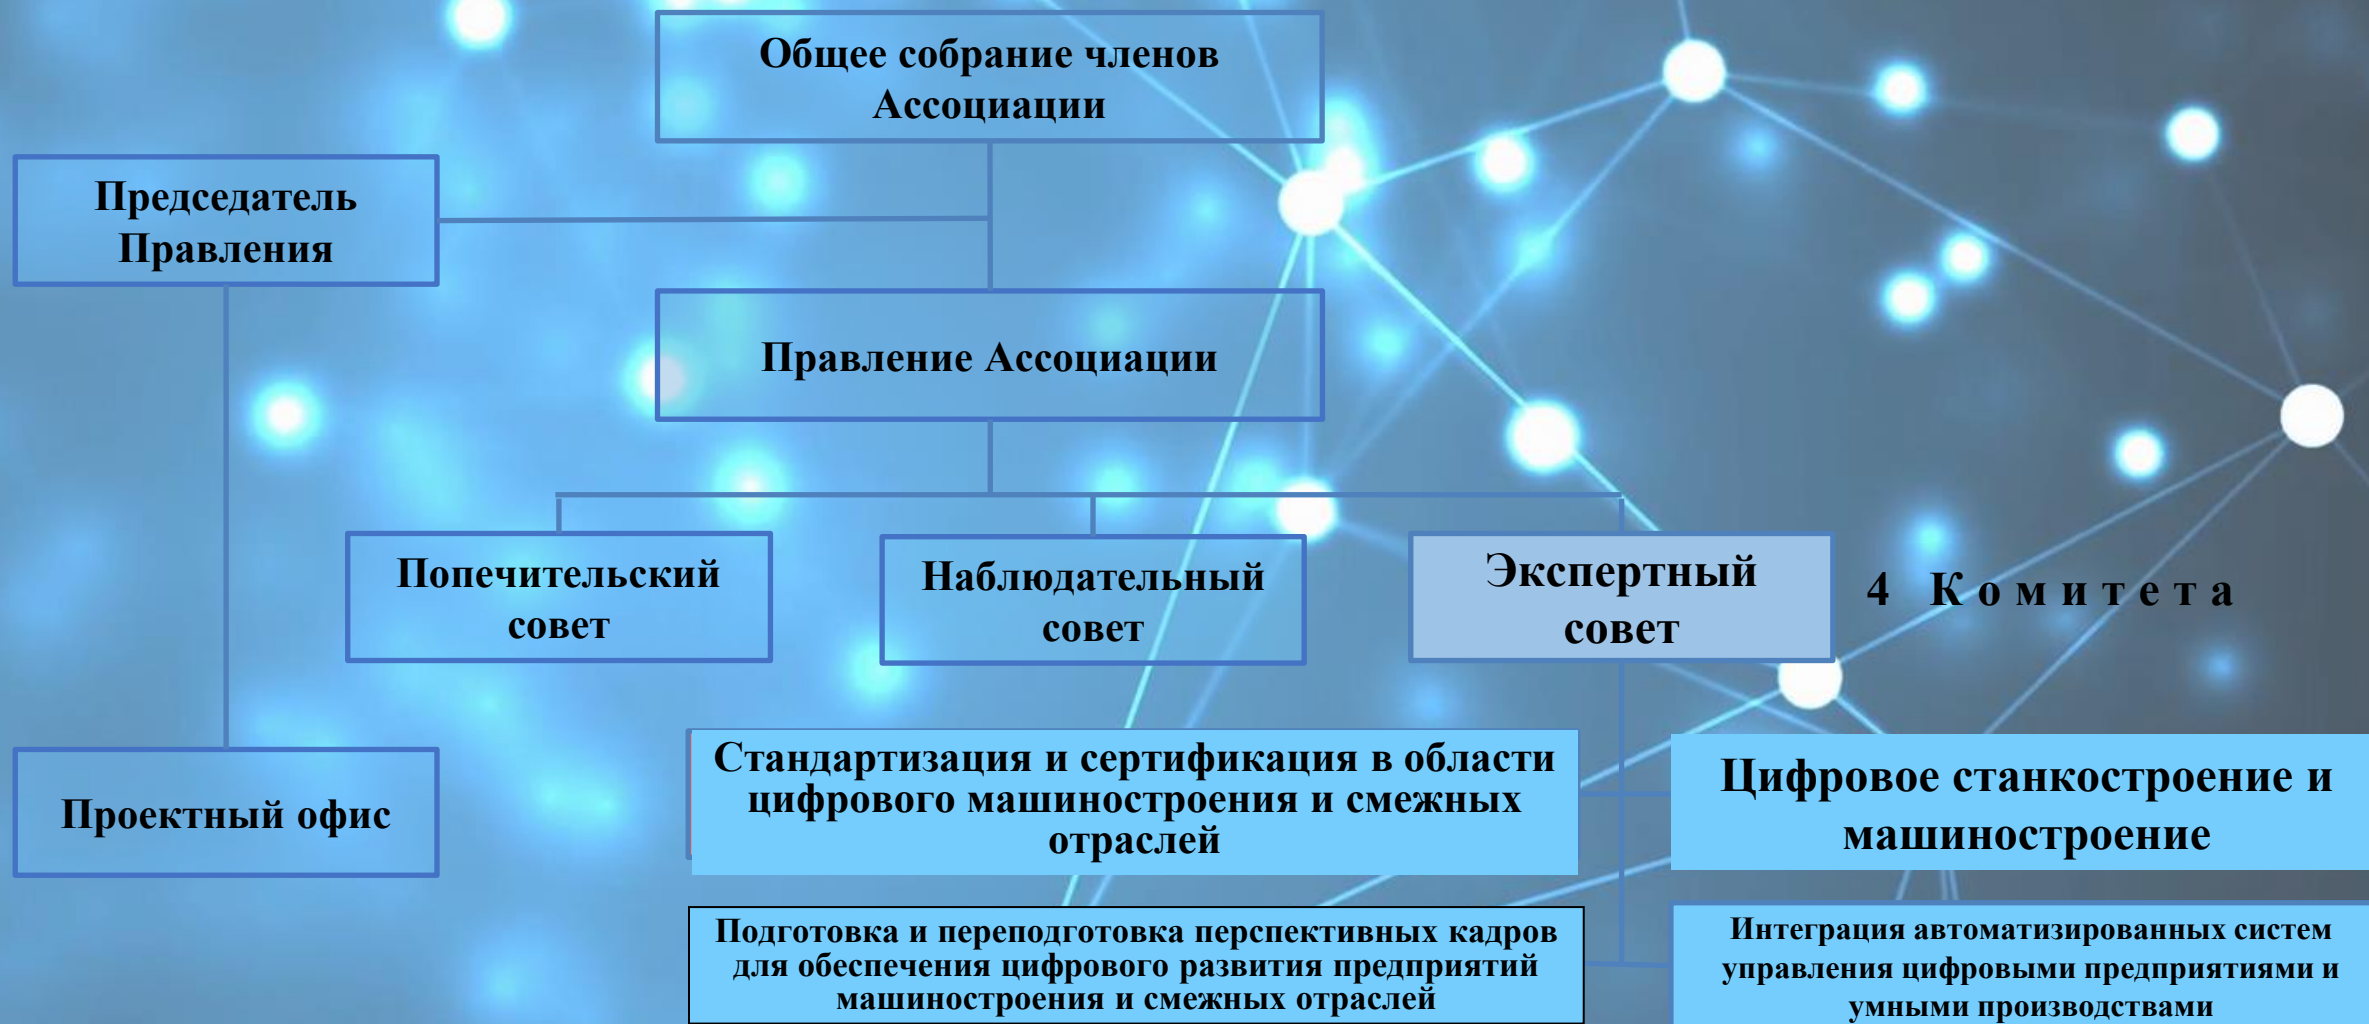 Общее собрание членов
Ассоциации
Председатель
Правления
Правление Ассоциации
Попечительский
совет
Наблюдательный
совет
Экспертный
совет
4 Комитета
Проектный офис
Стандартизация и сертификация в области
цифрового машиностроения и смежных
отраслей
Цифровое станкостроение и
машиностроение
Подготовка и переподготовка перспективных кадров
для обеспечения цифрового развития предприятий
машиностроения и смежных отраслей
Интеграция автоматизированных систем
управления цифровыми предприятиями и
умными производствами